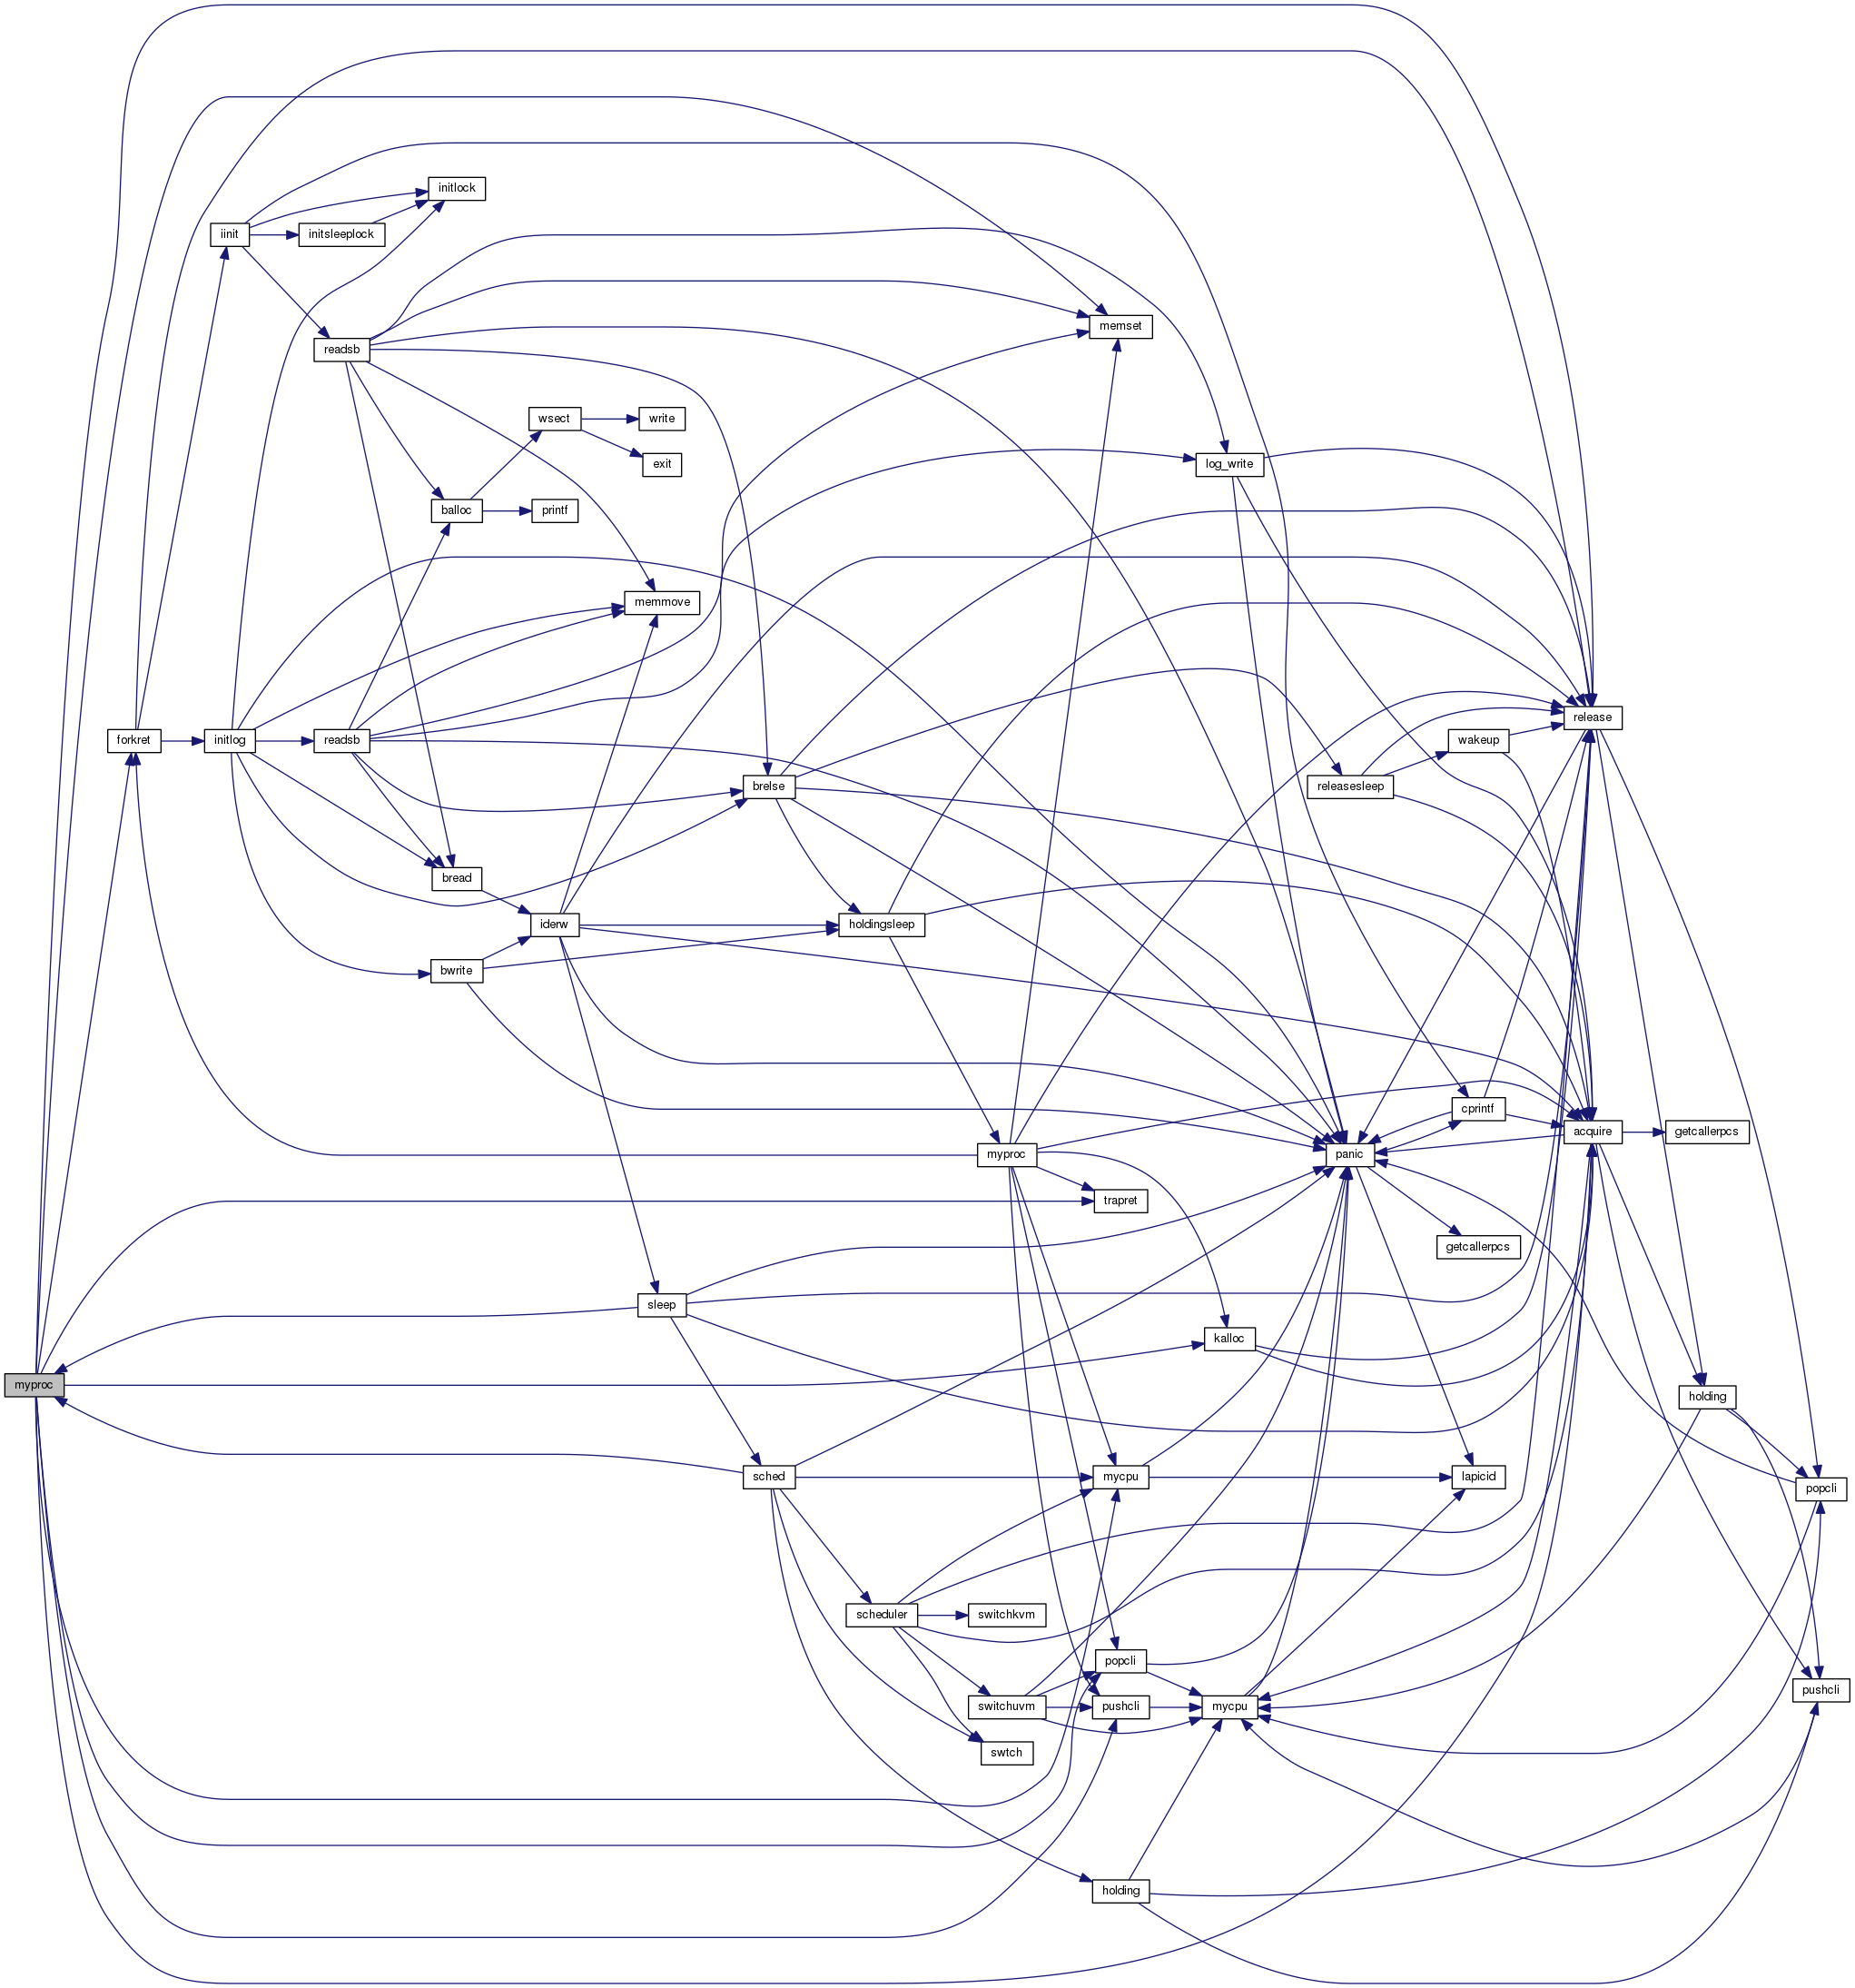 initlock
iinit
initsleeplock
memset
readsb
wsect
write
log_write
exit
balloc
printf
memmove
release
forkret
initlog
readsb
wakeup
brelse
releasesleep
bread
iderw
holdingsleep
bwrite
cprintf
acquire
getcallerpcs
myproc
panic
trapret
getcallerpcs
sleep
kalloc
myproc
holding
sched
mycpu
lapicid
popcli
scheduler
switchkvm
popcli
pushcli
switchuvm
pushcli
mycpu
swtch
holding